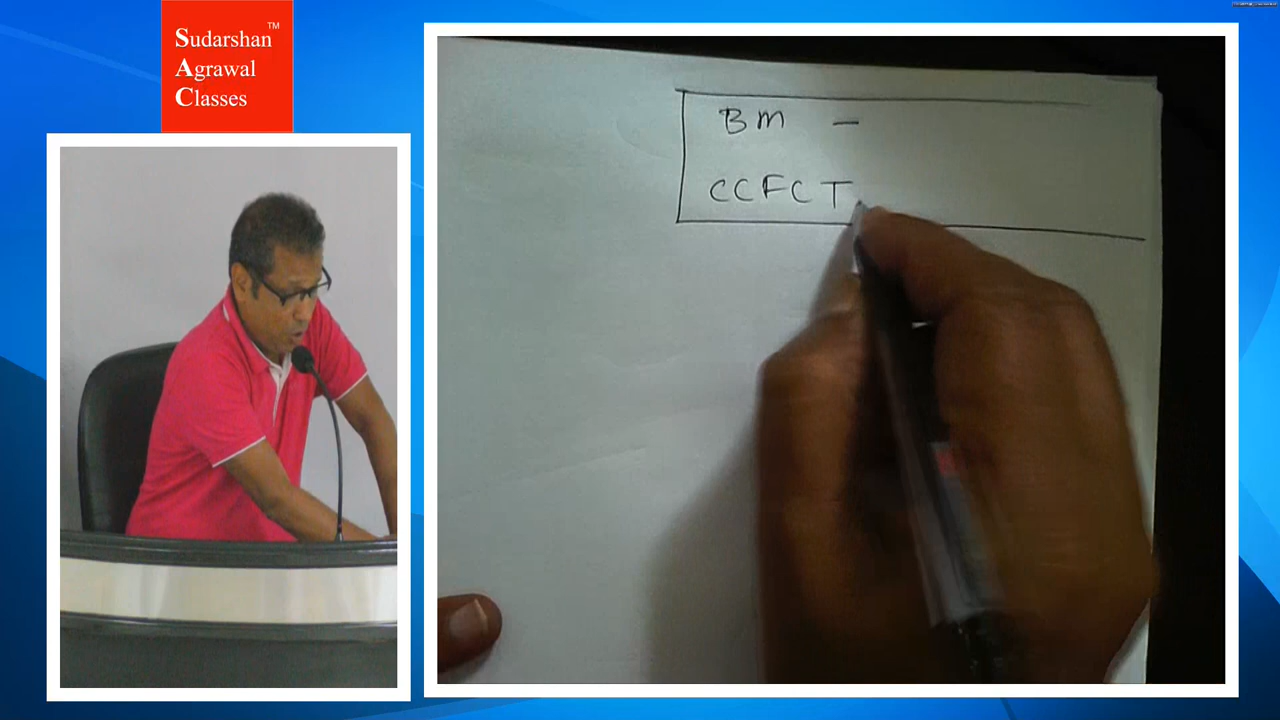 Sudarshan™
Agrawal
Classes
BM —
CCFCT